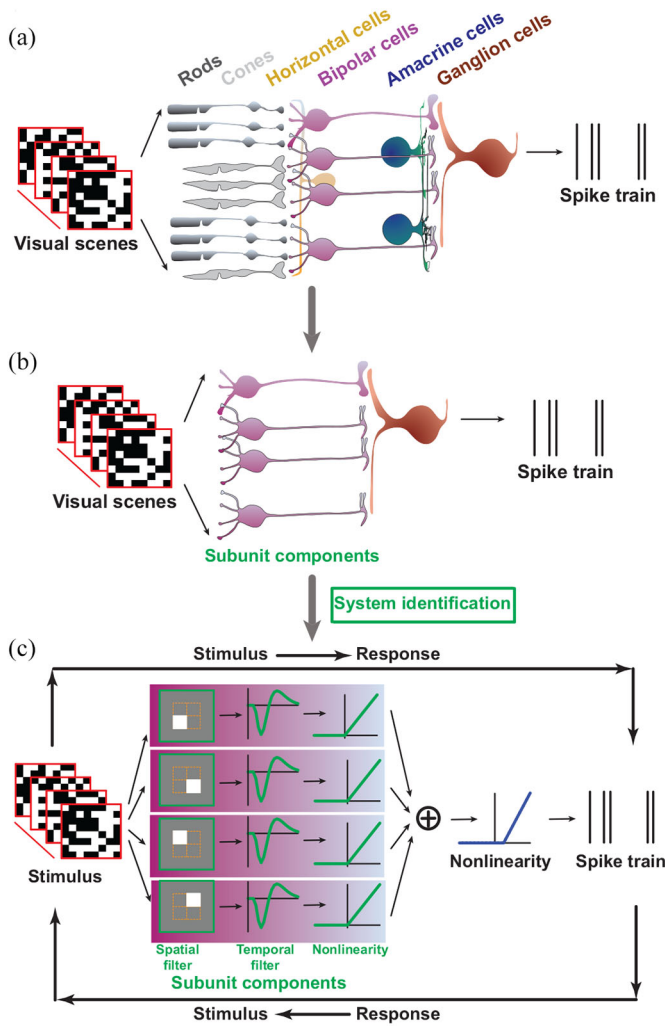 (a)
Rods
Cones
Horizontal cells
Bipolar cells
Amacrine cells
Ganglion cells
Visual scenes
Spike train
(b)
Visual scenes
Spike train
Subunit components
System identification
(c)
Stimulus Response
Stimulus
Nonlinearity
Spike train
Spatial filter
Temporal filter
Nonlinearity
Subunit components
Stimulus Response